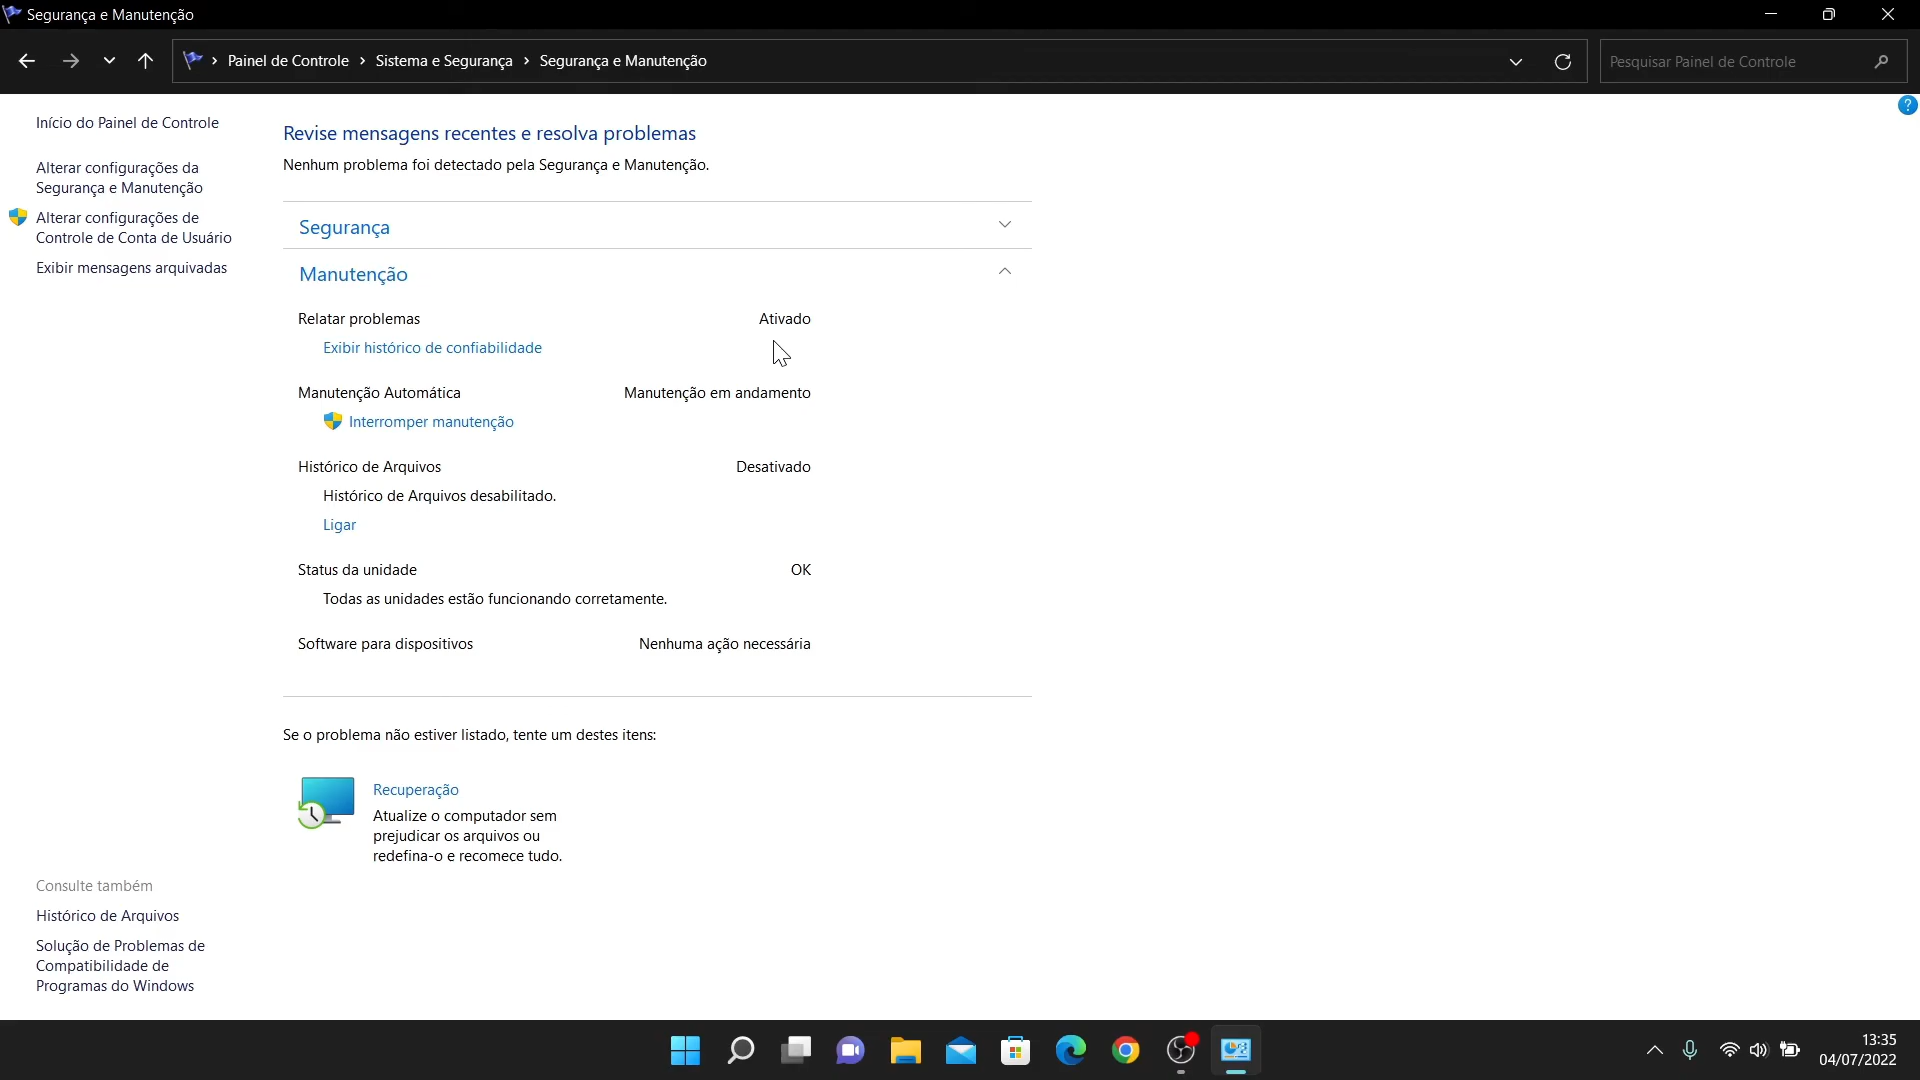 Segurança e Manutenção
Painel de Controle › Sistema e Segurança › Segurança e Manutenção
Pesquisar Painel de Controle
Início do Painel de Controle
Alterar configurações da
Segurança e Manutenção
Alterar configurações de
Controle de Conta de Usuário
Exibir mensagens arquivadas
Revise mensagens recentes e resolva problemas
Nenhum problema foi detectado pela Segurança e Manutenção.
Segurança
Manutenção
Relatar problemas Ativado
Exibir histórico de confiabilidade
Manutenção Automática Manutenção em andamento
Interromper manutenção
Histórico de Arquivos Desativado
Histórico de Arquivos desabilitado.
Ligar
Status da unidade OK
Todas as unidades estão funcionando corretamente.
Software para dispositivos Nenhuma ação necessária
Se o problema não estiver listado, tente um destes itens:
Recuperação
Atualize o computador sem
prejudicar os arquivos ou
redefina-o e recomece tudo.
Consulte também
Histórico de Arquivos
Solução de Problemas de
Compatibilidade de
Programas do Windows
13:35
04/07/2022